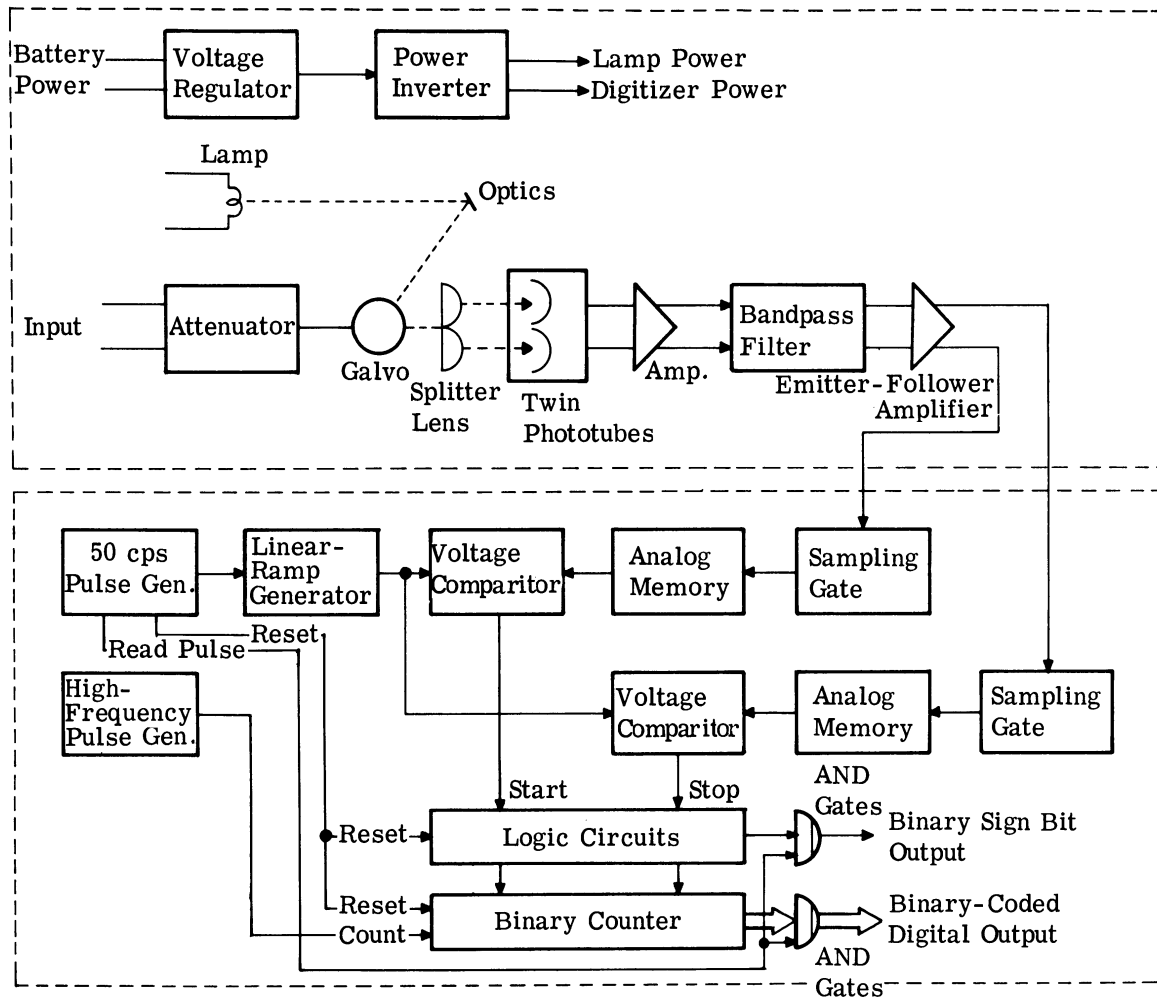 Battery
Power
Voltage
Regulator
Power
Inverter
Lamp Power
Digitizer Power
Lamp
Optics
Input
Attenuator
Galvo
Splitter
Lens
Twin
Phototubes
Amp.
Bandpass
Filter
Emitter-Follower
Amplifier
50 cps
Pulse Gen.
Linear-
Ramp
Generator
Voltage
Comparitor
Analog
Memory
Sampling
Gate
Reset
Read Pulse
High-
Frequency
Pulse Gen.
Voltage
Comparitor
Analog
Memory
Sampling
Gate
Start
Stop
AND
Gates
Reset
Logic Circuits
Binary Sign Bit
Output
Reset
Count
Binary Counter
Binary-Coded
Digital Output
AND
Gates